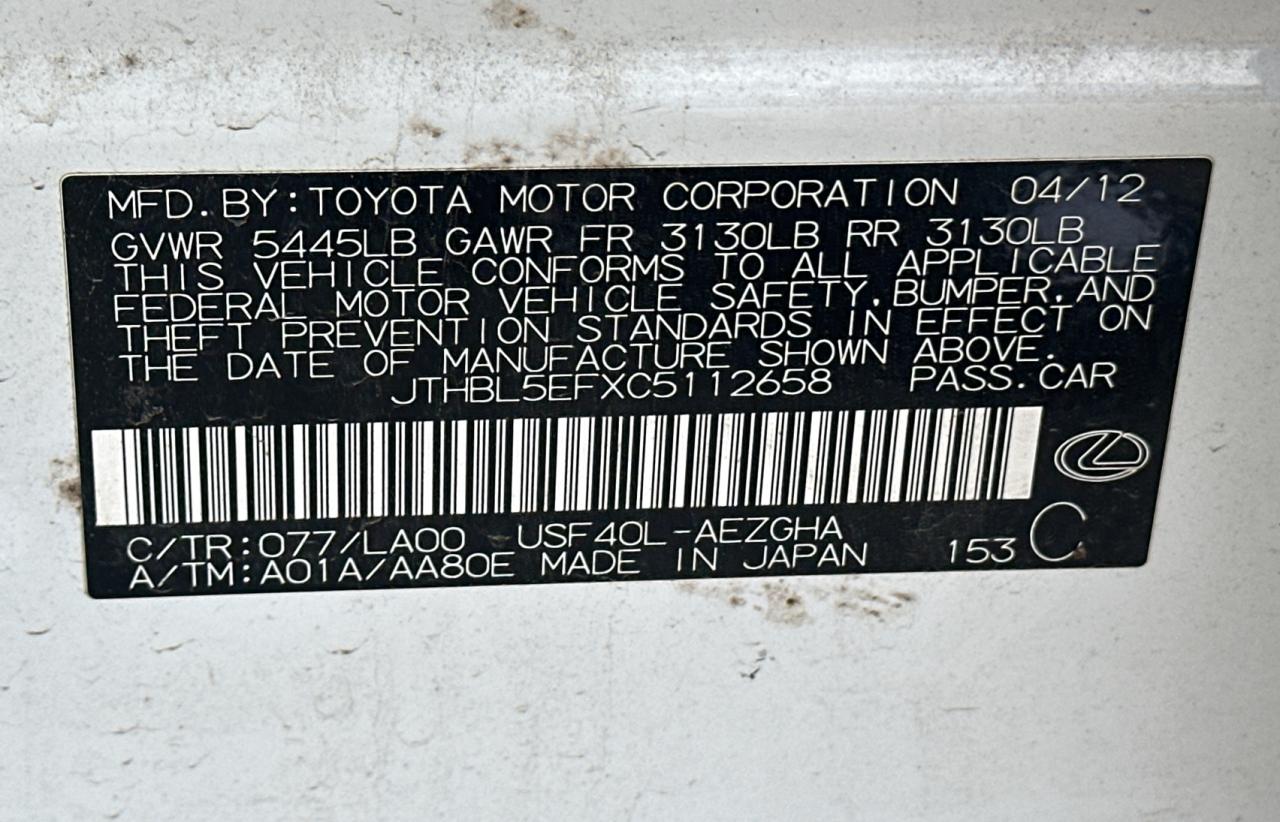 MFD.BY:TOYOTA MOTOR CORPORATION 04/12
GVWR 5445LB GAWR FR 3130LB RR 3130LB
THIS VEHICLE CONFORMS TO ALL APPLICABLE
FEDERAL MOTOR VEHICLE SAFETY,BUMPER,AND
THEFT PREVENTION STANDARDS IN EFFECT ON
THE DATE OF MANUFACTURE SHOWN ABOVE.
JTHBL5EFXC5112658 PASS.CAR
C/TR:077/LA00 USF40L-AEZGHA
A/TM:A01A/AA80E MADE IN JAPAN 153 C